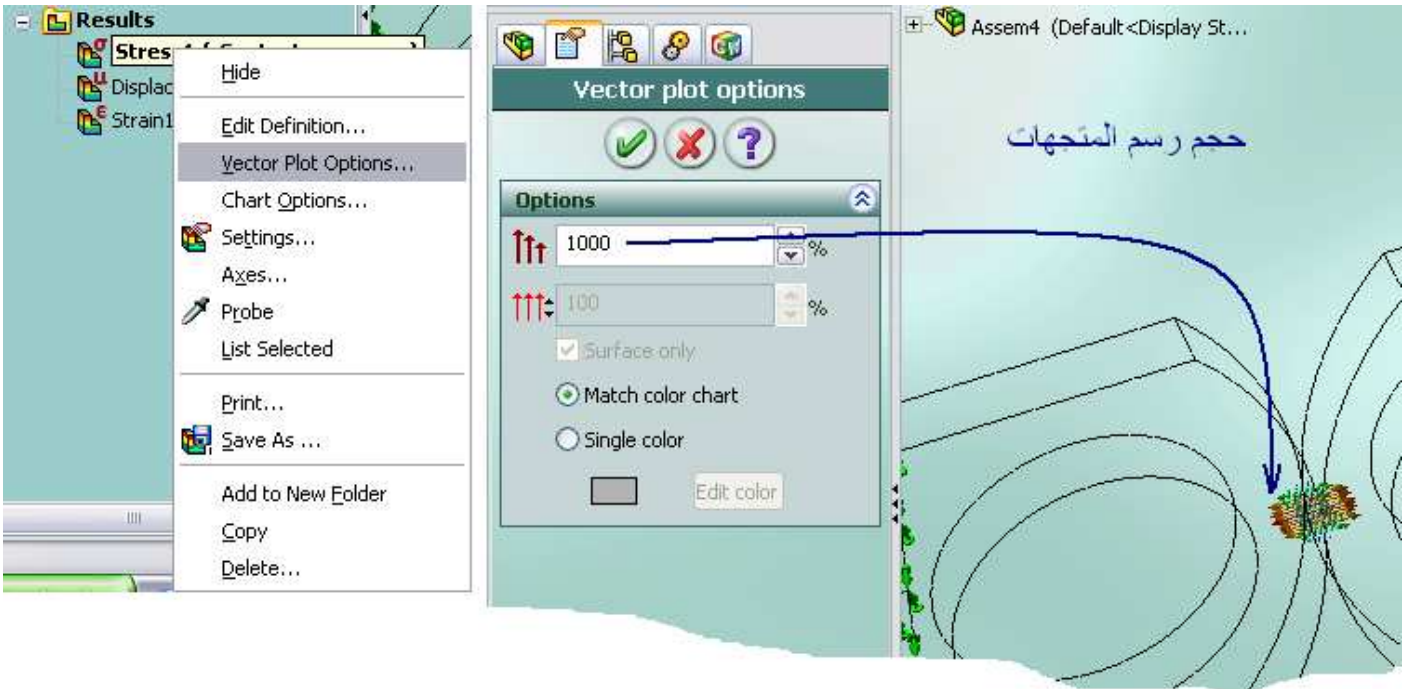 Results
Stres
Displac
Strain1
Hide
Edit Definition...
Vector Plot Options...
Chart Options...
Settings...
Axes...
Probe
List Selected
Print...
Save As ...
Add to New Folder
Copy
Delete...
Vector plot options
Options
1000 %
100 %
Surface only
Match color chart
Single color
Edit color
Assem4 (Default<Display St...
حجم رسم المتجهات